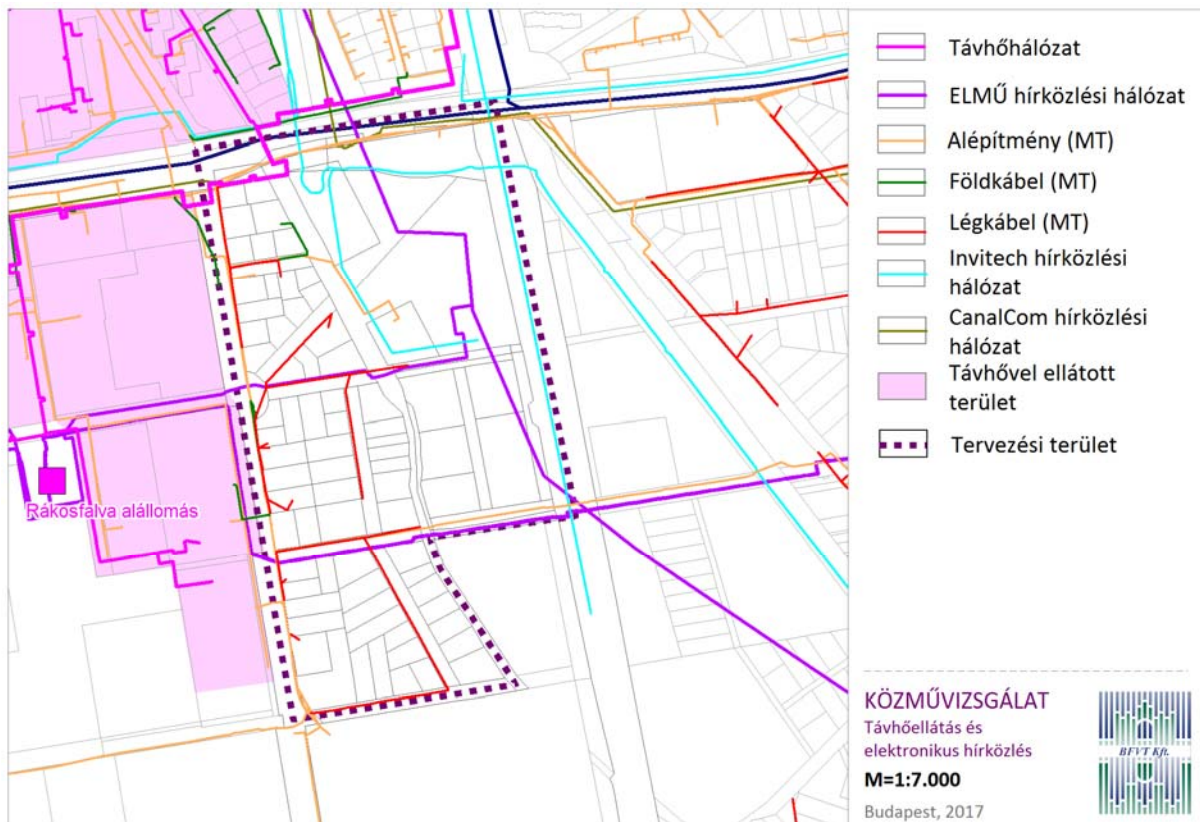 Távhőhálózat
ELMŰ hírközlési hálózat
Alépítmény (MT)
Földkábel (MT)
Légkábel (MT)
Invitech hírközlési
hálózat
CanalCom hírközlési
hálózat
Távhővel ellátott
terület
Tervezési terület
Rákosfalva alállomás
KÖZMŰVIZSGÁLAT
Távhőellátás és
elektronikus hírközlés
M=1:7.000
Budapest, 2017
BFVT Kft.